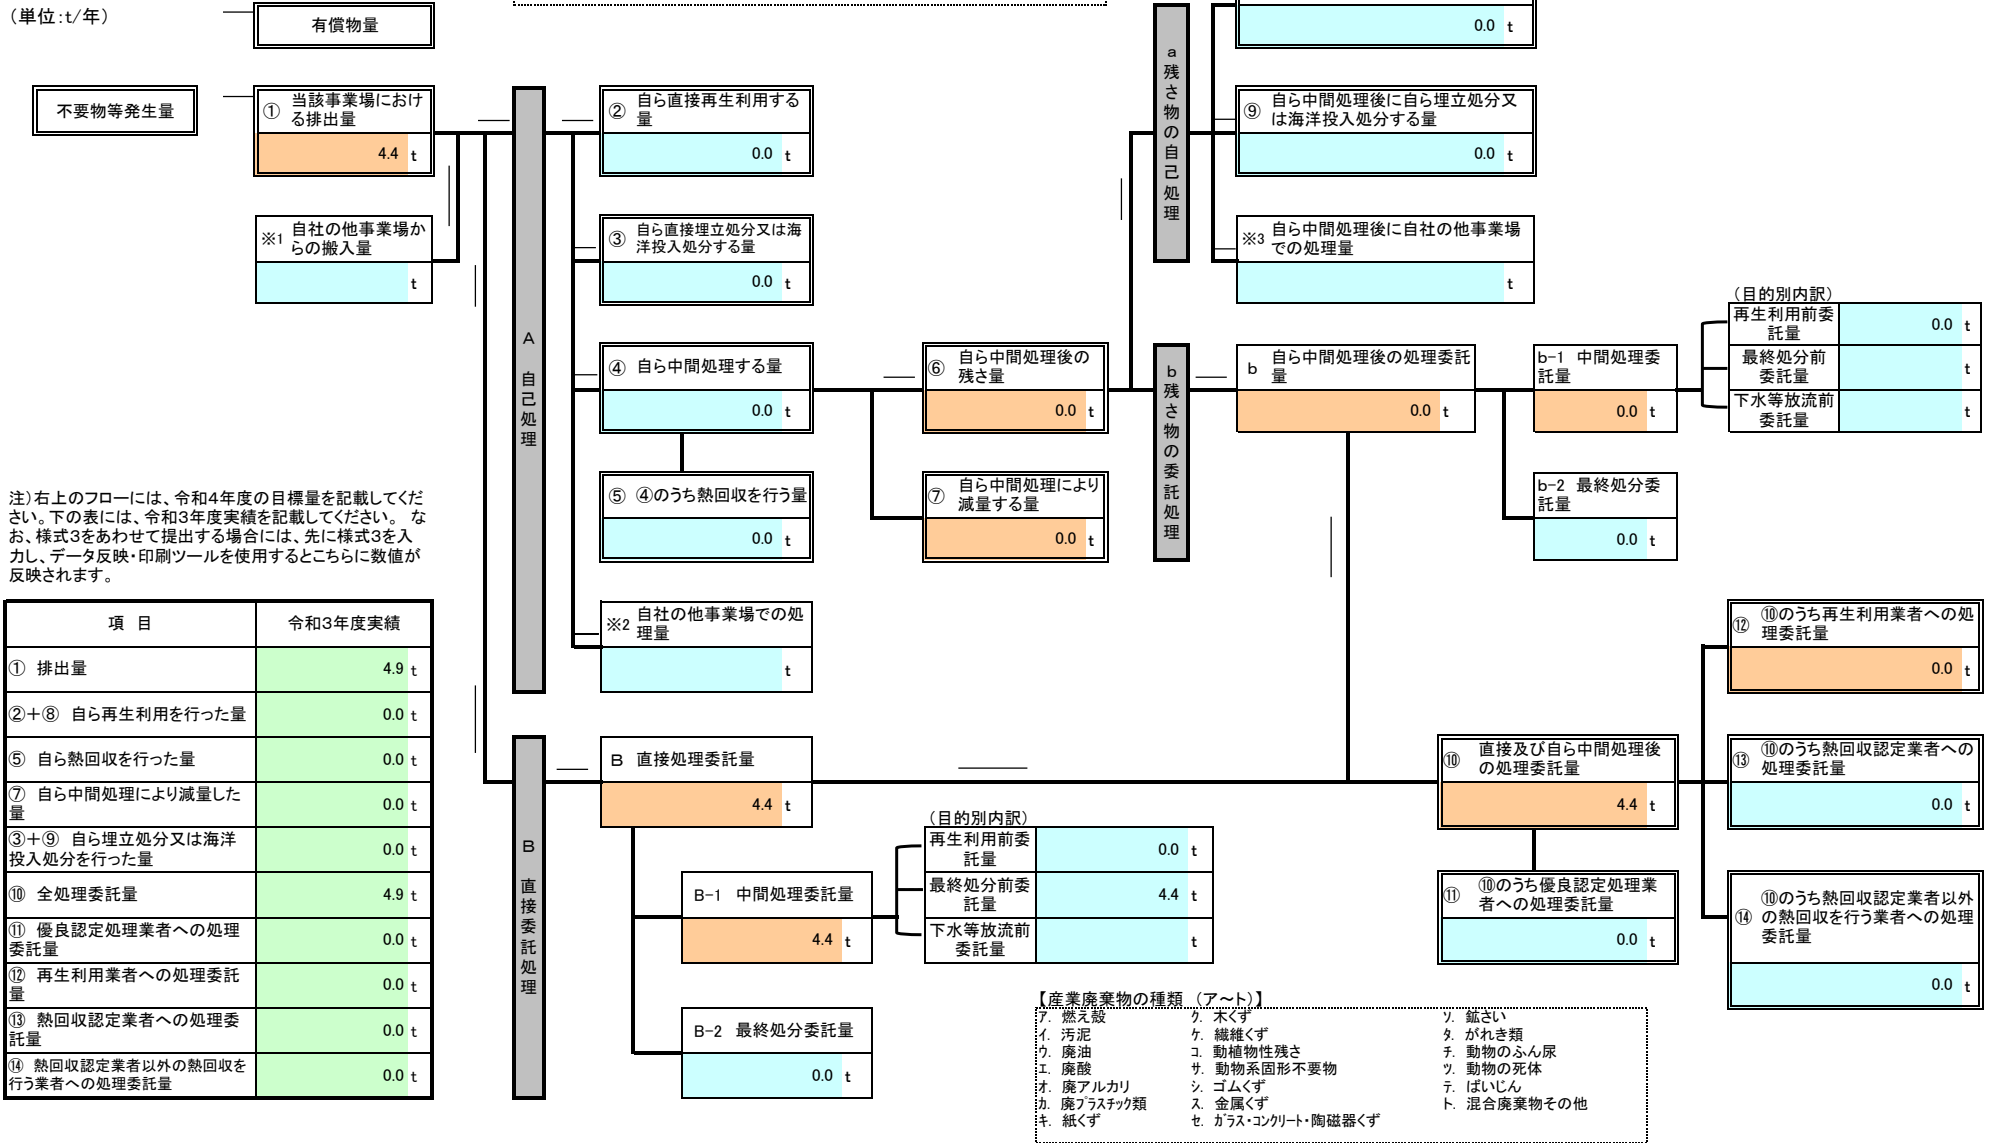 (単位:t/年)
有償物量
0.0 t
不要物等発生量
① 当該事業場におけ
る排出量
4.4 t
※1 自社の他事業場か
らの搬入量
t
A 自己処理
② 自ら直接再生利用する
量
0.0 t
③ 自ら直接埋立処分又は海
洋投入処分する量
0.0 t
④ 自ら中間処理する量
0.0 t
⑤ ④のうち熱回収を行う量
0.0 t
※2 自社の他事業場での処
理量
t
⑥ 自ら中間処理後の
残さ量
0.0 t
⑦ 自ら中間処理により
減量する量
0.0 t
a 残さ物の自己処理
⑨ 自ら中間処理後に自ら埋立処分又
は海洋投入処分する量
0.0 t
※3 自ら中間処理後に自社の他事業場
での処理量
t
b 残さ物の委託処理
b 自ら中間処理後の処理委託
量
0.0 t
b-1 中間処理委
託量
0.0 t
b-2 最終処分委
託量
0.0 t
(目的別内訳)
再生利用前委
託量
0.0 t
最終処分前
委託量
t
下水等放流前
委託量
t
注)右上のフローには、令和4年度の目標量を記載してくだ
さい。下の表には、令和3年度実績を記載してください。 な
お、様式3をあわせて提出する場合には、先に様式3を入
力し、データ反映・印刷ツールを使用するとこちらに数値が
反映されます。
項 目 令和3年度実績
① 排出量 4.9 t
②+⑧ 自ら再生利用を行った量 0.0 t
⑤ 自ら熱回収を行った量 0.0 t
⑦ 自ら中間処理により減量した
量 0.0 t
③+⑨ 自ら埋立処分又は海洋
投入処分を行った量 0.0 t
⑩ 全処理委託量 4.9 t
⑪ 優良認定処理業者への処理
委託量 0.0 t
⑫ 再生利用業者への処理委託
量 0.0 t
⑬ 熱回収認定業者への処理委
託量 0.0 t
⑭ 熱回収認定業者以外の熱回収を
行う業者への処理委託量 0.0 t
B 直接委託処理
B 直接処理委託量
4.4 t
B-1 中間処理委託量
4.4 t
B-2 最終処分委託量
0.0 t
(目的別内訳)
再生利用前委
託量
0.0 t
最終処分前委
託量
4.4 t
下水等放流前
委託量
t
⑩ 直接及び自ら中間処理後
の処理委託量
4.4 t
⑪ ⑩のうち優良認定処理業
者への処理委託量
0.0 t
⑫ ⑩のうち再生利用業者への処
理委託量
0.0 t
⑬ ⑩のうち熱回収認定業者への
処理委託量
0.0 t
⑭ ⑩のうち熱回収認定業者以外
の熱回収を行う業者への処理
委託量
0.0 t
【産業廃棄物の種類 (ア~ト)】
ア. 燃え殻 ク. 木くず ソ. 鉱さい
イ. 汚泥 ケ. 繊維くず タ. がれき類
ウ. 廃油 コ. 動植物性残さ チ. 動物のふん尿
エ. 廃酸 サ. 動物系固形不要物 ツ. 動物の死体
オ. 廃アルカリ シ. ゴムくず テ. ばいじん
カ. 廃プラスチック類 ス. 金属くず ト. 混合廃棄物その他
キ. 紙くず セ. ガラス・コンクリート・陶磁器くず